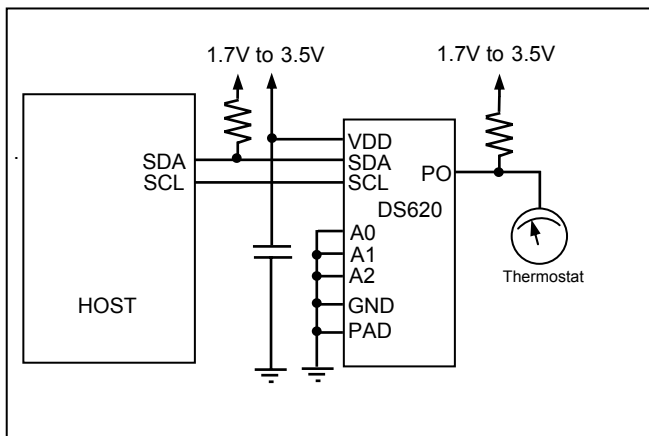 1.7V to 3.5V
1.7V to 3.5V
VDD
SDA
SDA
SCL
SCL
PO
DS620
A0
A1
A2
GND
PAD
HOST
Thermostat